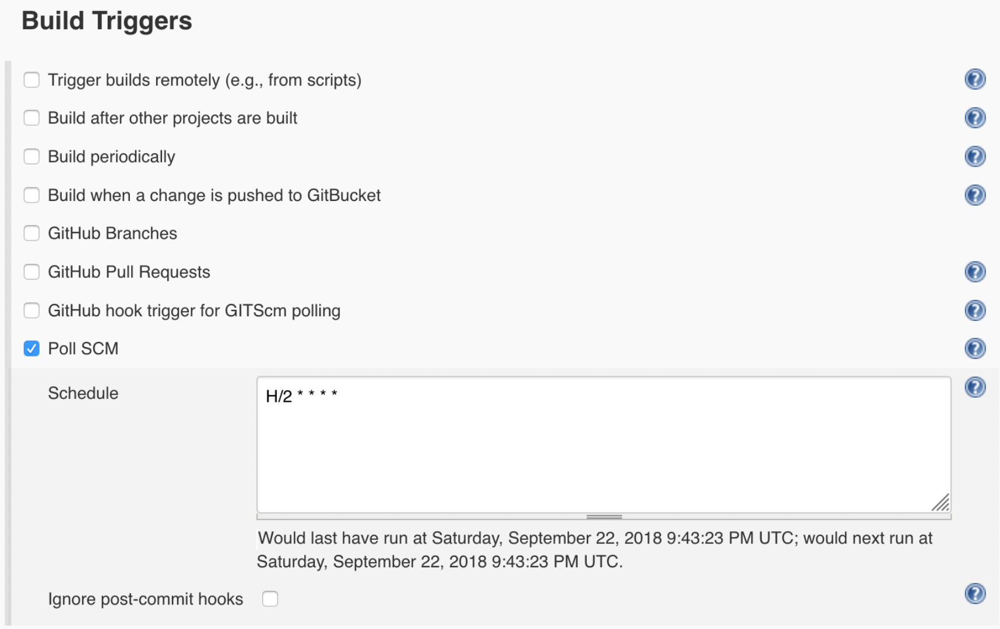 Build Triggers
Trigger builds remotely (e.g., from scripts)
?
Build after other projects are built
?
Build periodically
?
Build when a change is pushed to GitBucket
?
GitHub Branches
GitHub Pull Requests
?
GitHub hook trigger for GITScm polling
?
Poll SCM
?
Schedule
H/2 * * * *
?
Would last have run at Saturday, September 22, 2018 9:43:23 PM UTC; would next run at
Saturday, September 22, 2018 9:43:23 PM UTC.
Ignore post-commit hooks
?